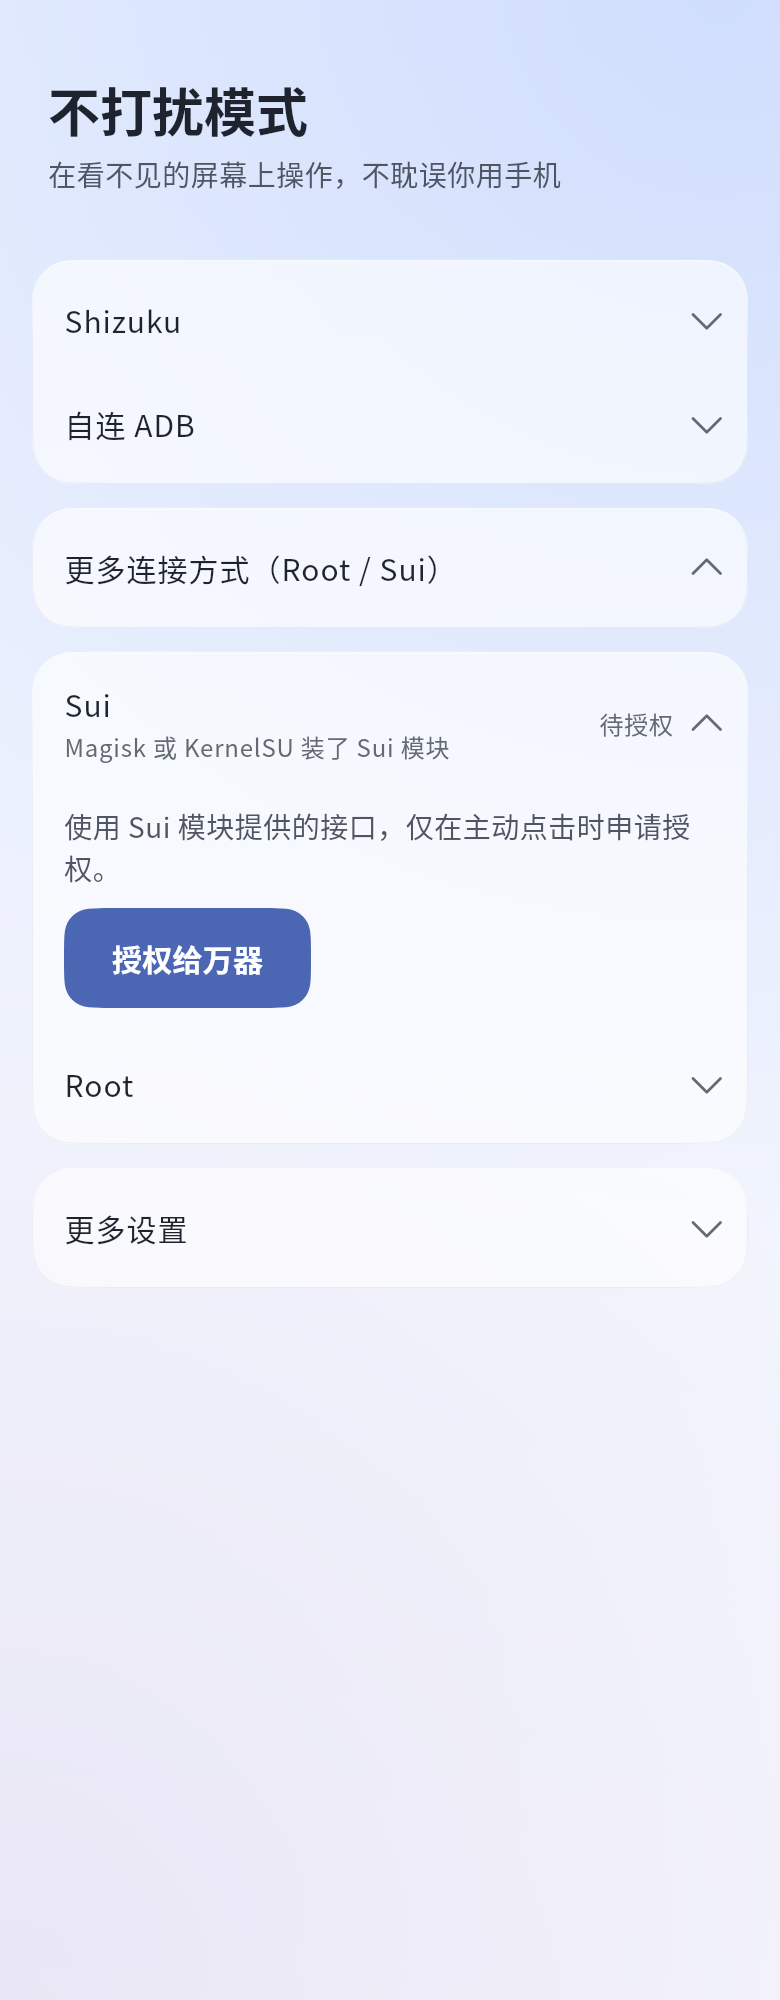 不打扰模式
在看不见的屏幕上操作，不耽误你用手机
Shizuku
自连 ADB
更多连接方式（Root / Sui）
Sui
Magisk 或 KernelSU 装了 Sui 模块
待授权
使用 Sui 模块提供的接口，仅在主动点击时申请授
权。
授权给万器
Root
更多设置